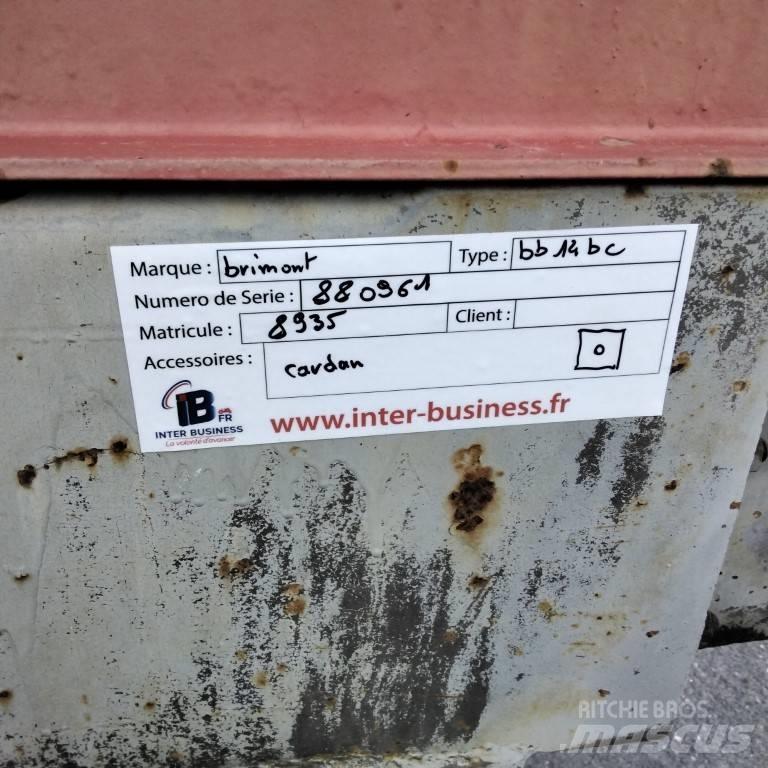 Marque : brimont Type : bb14bc
Numero de Serie : 880961
Matricule : 8935 Client :
Accessoires : cardan 0
IB FR
INTER BUSINESS
La volonté d'avancer
www.inter-business.fr
RITCHIE BROS.
MASCUS